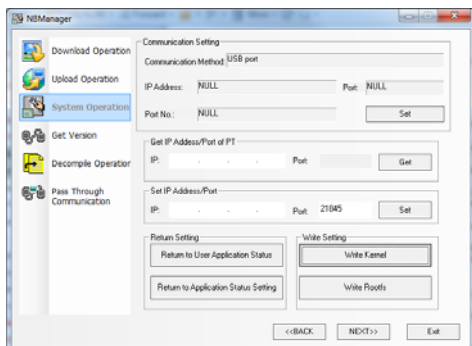 NBManager
Download Operation
Upload Operation
System Operation
Get Version
Decompile Operation
Pass Through
Communication
Communication Setting
Communication Method: USB port
IP Address: NULL Port: NULL
Port No.: NULL Set
Get IP Address/Port of PT
IP: . . . Port: Get
Set IP Address/Port
IP: . . . Port: 21845 Set
Return Setting
Return to User Application Status
Return to Application Status Setting
Write Setting
Write Kernel
Write Rootfs
<<BACK NEXT>> Exit